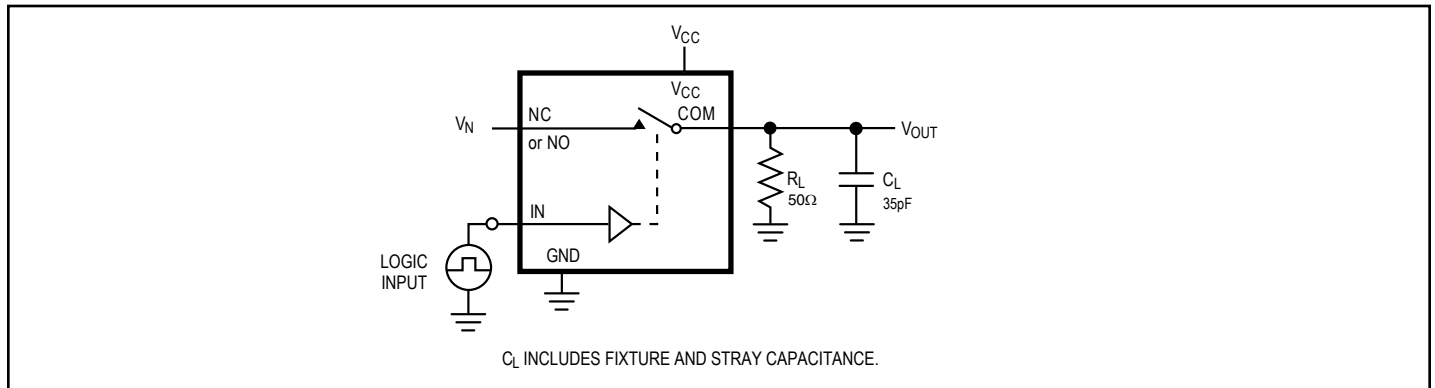 VCC
VCC
VN
NC
COM
or NO
VOUT
RL
50Ω
CL
35pF
IN
LOGIC
INPUT
GND
CL INCLUDES FIXTURE AND STRAY CAPACITANCE.